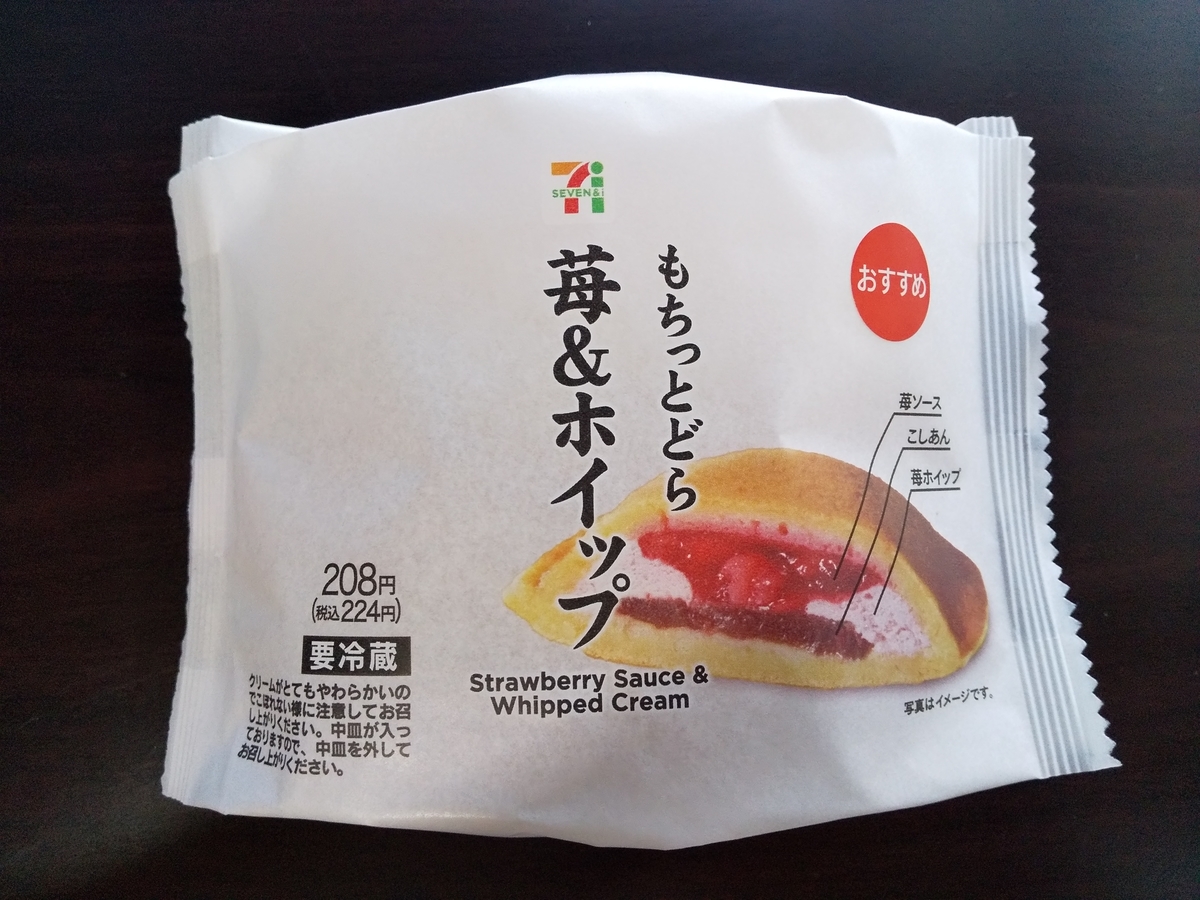 SEVEN&i
もちっとどら
苺&ホイップ
おすすめ
苺ソース
こしあん
苺ホイップ
208円
(税込224円)
要冷蔵
クリームがとてもやわらかいの
でこぼれない様に注意してお召
し上がりください。中皿が入っ
ておりますので、中皿を外して
お召し上がりください。
Strawberry Sauce &
Whipped Cream
写真はイメージです。